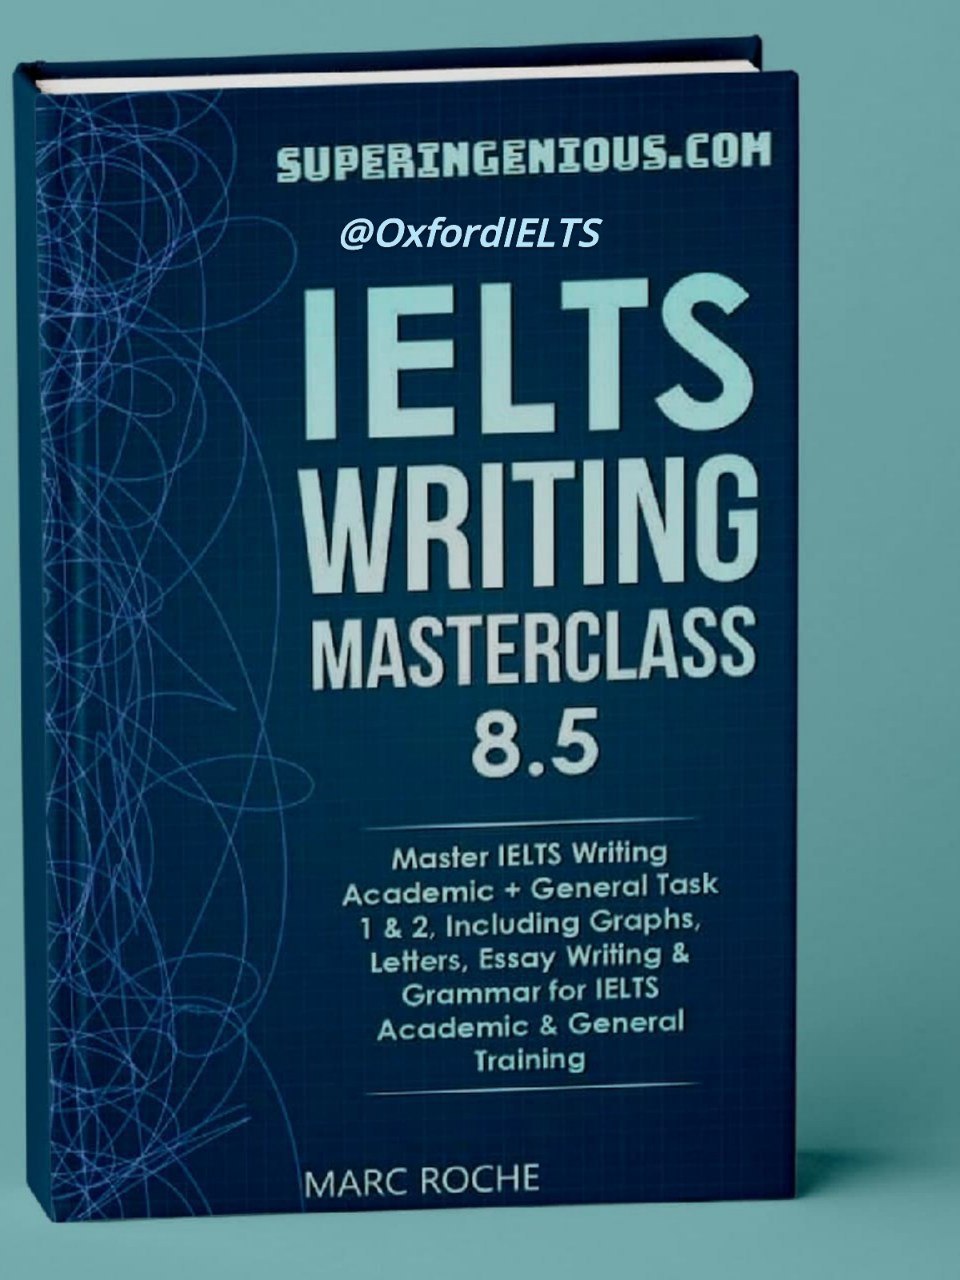 SUPERINGENIOUS.COM
@OxfordIELTS
IELTS
WRITING
MASTERCLASS
8.5
Master IELTS Writing
Academic + General Task
1 & 2, Including Graphs,
Letters, Essay Writing &
Grammar for IELTS
Academic & General
Training
MARC ROCHE